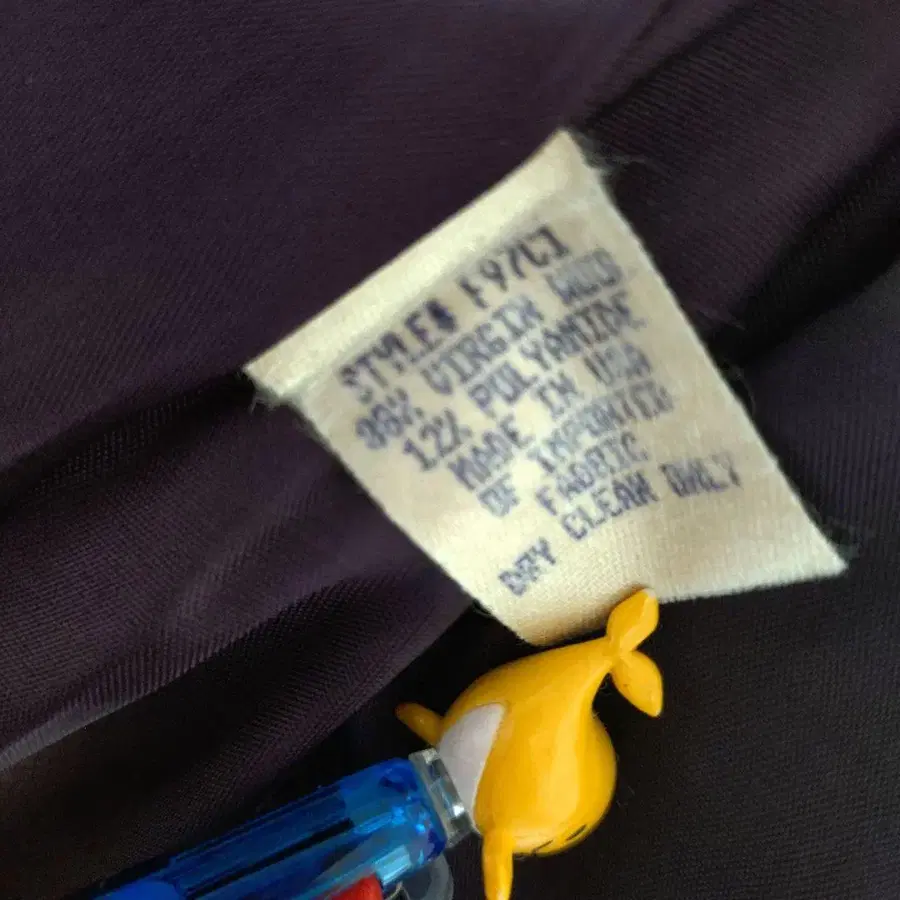 STYLE# F97C1
88% VIRGIN WOOL
12% POLYAMIDE
MADE IN USA
OF IMPORTED
FABRIC
DRY CLEAN ONLY